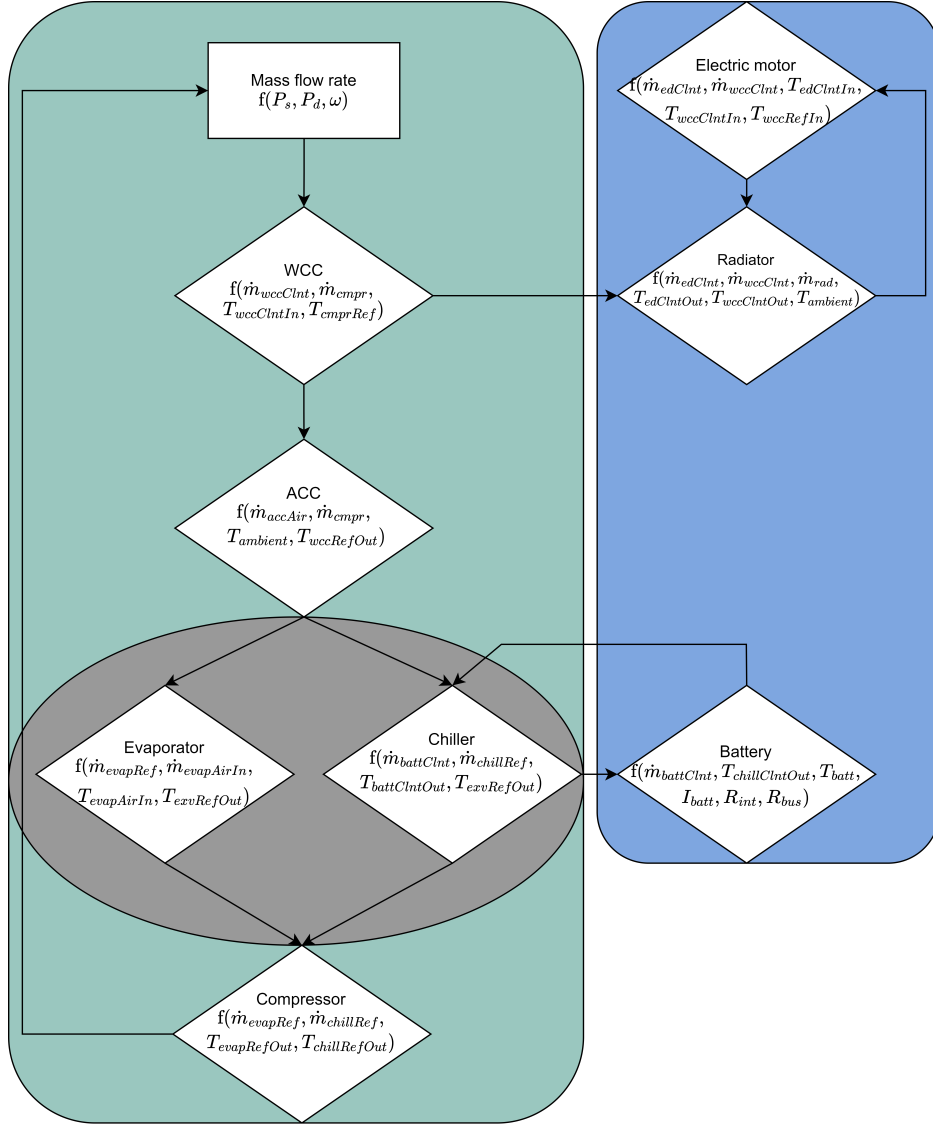 Mass flow rate
f(P_s, P_d, ω)
Electric motor
f(ṁ_edClnt, ṁ_wccClnt, T_edClntIn,
T_wccClntIn, T_wccRefIn)
WCC
f(ṁ_wccClnt, ṁ_cmpr,
T_wccClntIn, T_cmprRef)
Radiator
f(ṁ_edClnt, ṁ_wccClnt, ṁ_rad,
T_edClntOut, T_wccClntOut, T_ambient)
ACC
f(ṁ_accAir, ṁ_cmpr,
T_ambient, T_wccRefOut)
Evaporator
f(ṁ_evapRef, ṁ_evapAirIn,
T_evapAirIn, T_exvRefOut)
Chiller
f(ṁ_battClnt, ṁ_chillRef,
T_battClntOut, T_exvRefOut)
Battery
f(ṁ_battClnt, T_chillClntOut, T_batt,
I_batt, R_int, R_bus)
Compressor
f(ṁ_evapRef, ṁ_chillRef,
T_evapRefOut, T_chillRefOut)